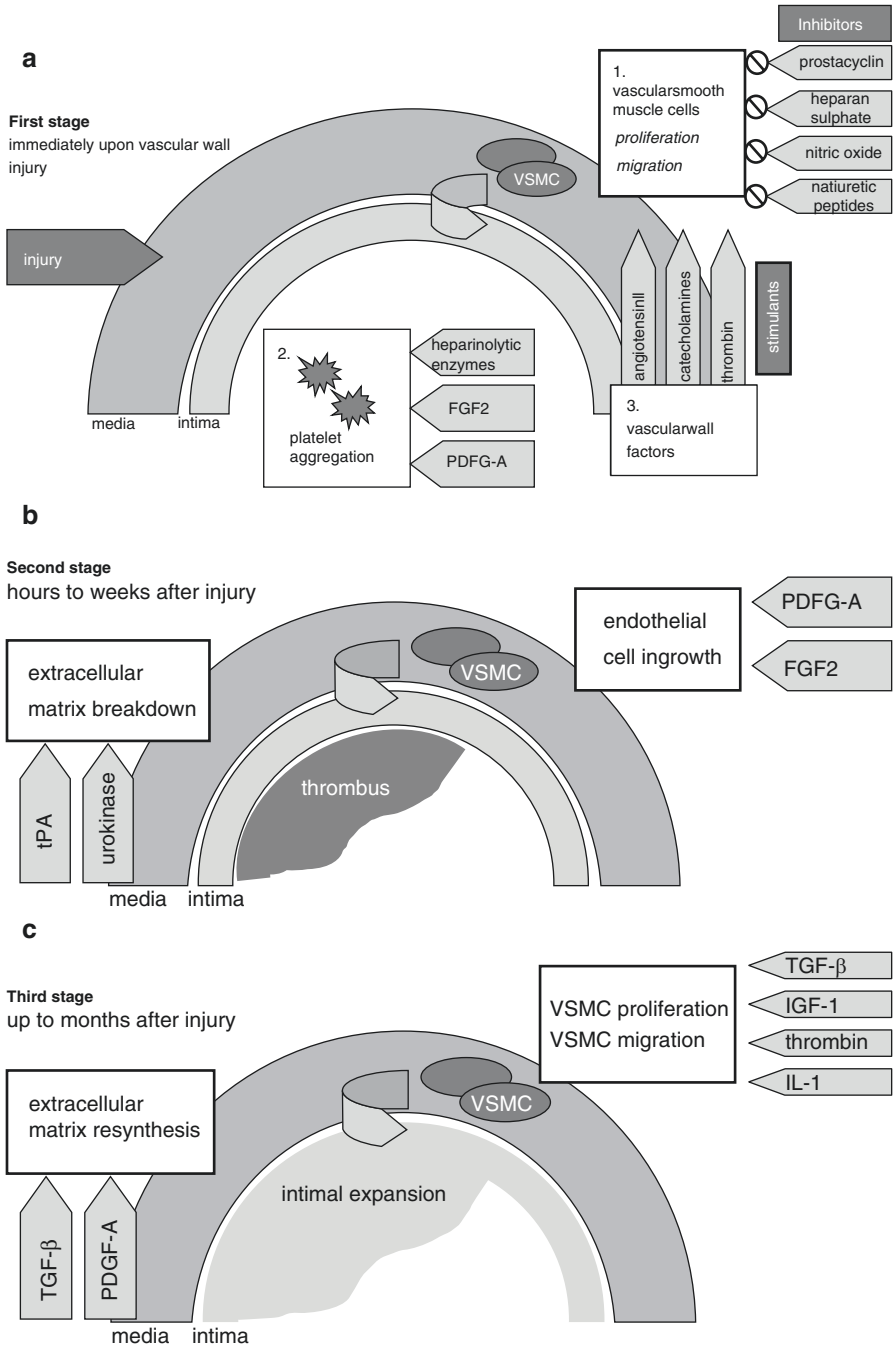 a
First stage
immediately upon vascular wall
injury
injury
media
intima
VSMC
1.
vascularsmooth
muscle cells
proliferation
migration
Inhibitors
prostacyclin
heparan
sulphate
nitric oxide
natiuretic
peptides
2.
platelet
aggregation
heparinolytic
enzymes
FGF2
PDFG-A
angiotensinII
catecholamines
thrombin
stimulants
3.
vascularwall
factors
b
Second stage
hours to weeks after injury
extracellular
matrix breakdown
tPA
urokinase
media
intima
thrombus
VSMC
endothelial
cell ingrowth
PDFG-A
FGF2
c
Third stage
up to months after injury
extracellular
matrix resynthesis
TGF-β
PDGF-A
media
intima
intimal expansion
VSMC
VSMC proliferation
VSMC migration
TGF-β
IGF-1
thrombin
IL-1